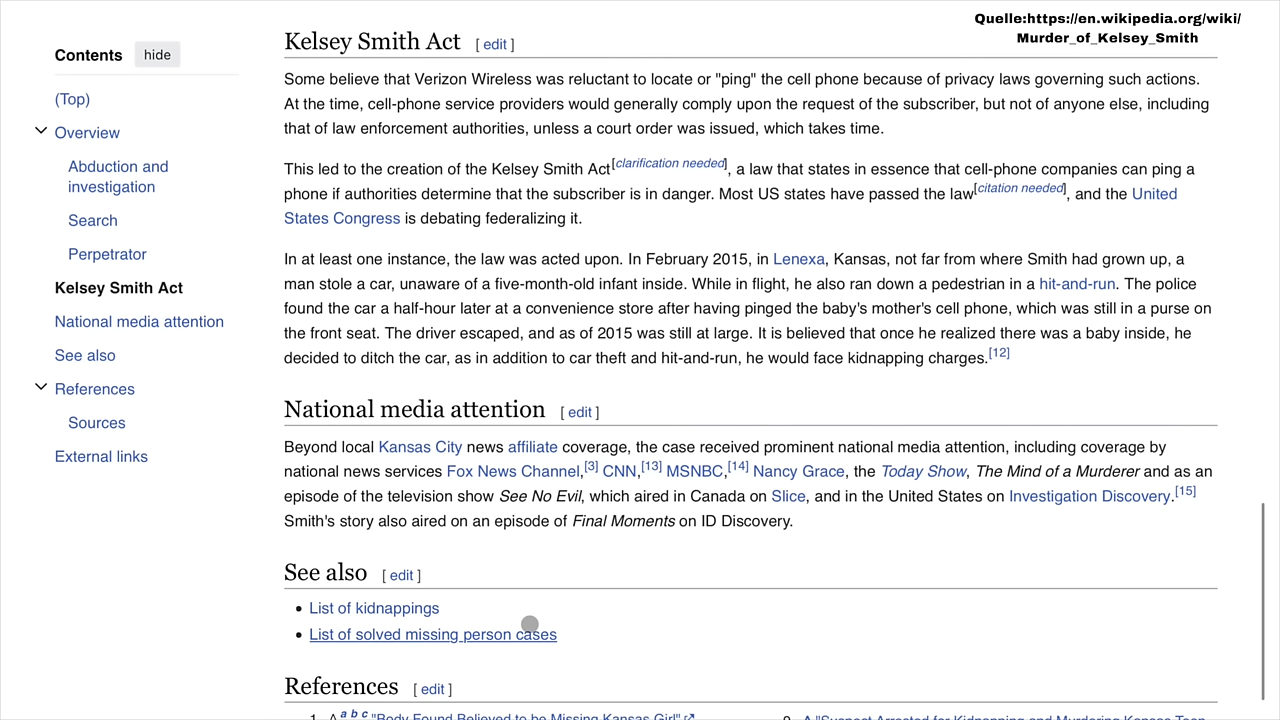 Quelle:https://en.wikipedia.org/wiki/
Murder_of_Kelsey_Smith
Contents hide
(Top)
Overview
Abduction and
investigation
Search
Perpetrator
Kelsey Smith Act
National media attention
See also
References
Sources
External links
Kelsey Smith Act [ edit ]
Some believe that Verizon Wireless was reluctant to locate or "ping" the cell phone because of privacy laws governing such actions.
At the time, cell-phone service providers would generally comply upon the request of the subscriber, but not of anyone else, including
that of law enforcement authorities, unless a court order was issued, which takes time.
This led to the creation of the Kelsey Smith Act[clarification needed], a law that states in essence that cell-phone companies can ping a
phone if authorities determine that the subscriber is in danger. Most US states have passed the law[citation needed], and the United
States Congress is debating federalizing it.
In at least one instance, the law was acted upon. In February 2015, in Lenexa, Kansas, not far from where Smith had grown up, a
man stole a car, unaware of a five-month-old infant inside. While in flight, he also ran down a pedestrian in a hit-and-run. The police
found the car a half-hour later at a convenience store after having pinged the baby's mother's cell phone, which was still in a purse on
the front seat. The driver escaped, and as of 2015 was still at large. It is believed that once he realized there was a baby inside, he
decided to ditch the car, as in addition to car theft and hit-and-run, he would face kidnapping charges.[12]
National media attention [ edit ]
Beyond local Kansas City news affiliate coverage, the case received prominent national media attention, including coverage by
national news services Fox News Channel,[3] CNN,[13] MSNBC,[14] Nancy Grace, the Today Show, The Mind of a Murderer and as an
episode of the television show See No Evil, which aired in Canada on Slice, and in the United States on Investigation Discovery.[15]
Smith's story also aired on an episode of Final Moments on ID Discovery.
See also [ edit ]
• List of kidnappings
• List of solved missing person cases
References [ edit ]
1. ^ a b c "Body Found Believed to be Missing Kansas Girl"
9. ^ "Suspect Arrested for Kidnapping and Murdering Kansas Teen